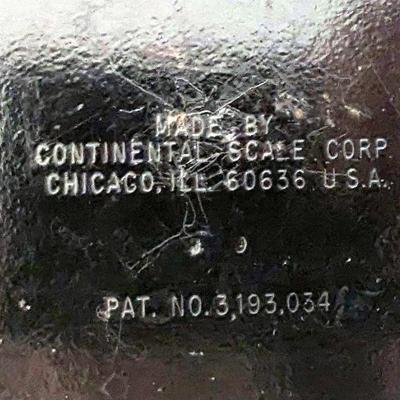 MADE BY
CONTINENTAL SCALE CORP.
CHICAGO, ILL. 60636 U.S.A.
PAT. NO. 3,193,034